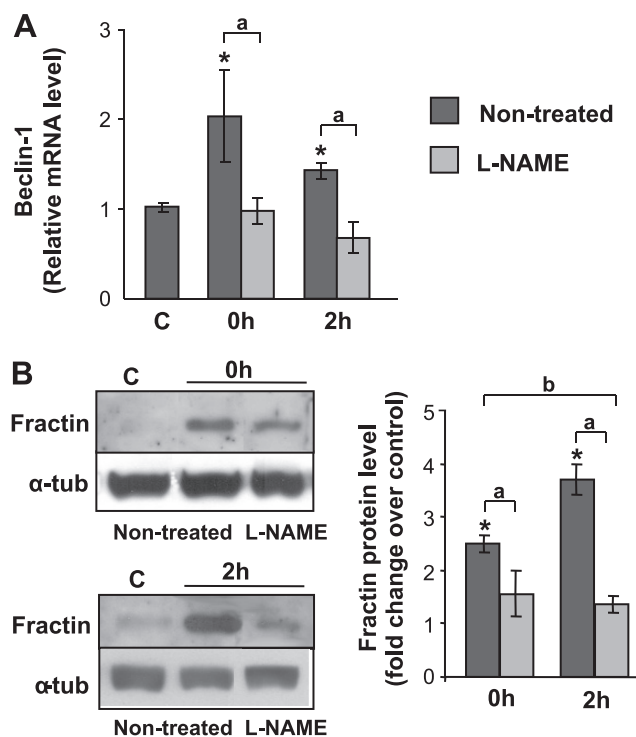 A
Beclin-1
(Relative mRNA level)
3
2
1
0
*
a
*
a
C
0h
2h
Non-treated
L-NAME
B
C
0h
Fractin
α-tub
Non-treated L-NAME
C
2h
Fractin
α-tub
Non-treated L-NAME
Fractin protein level
(fold change over control)
5
4
3
2
1
0
b
*
a
*
a
0h
2h